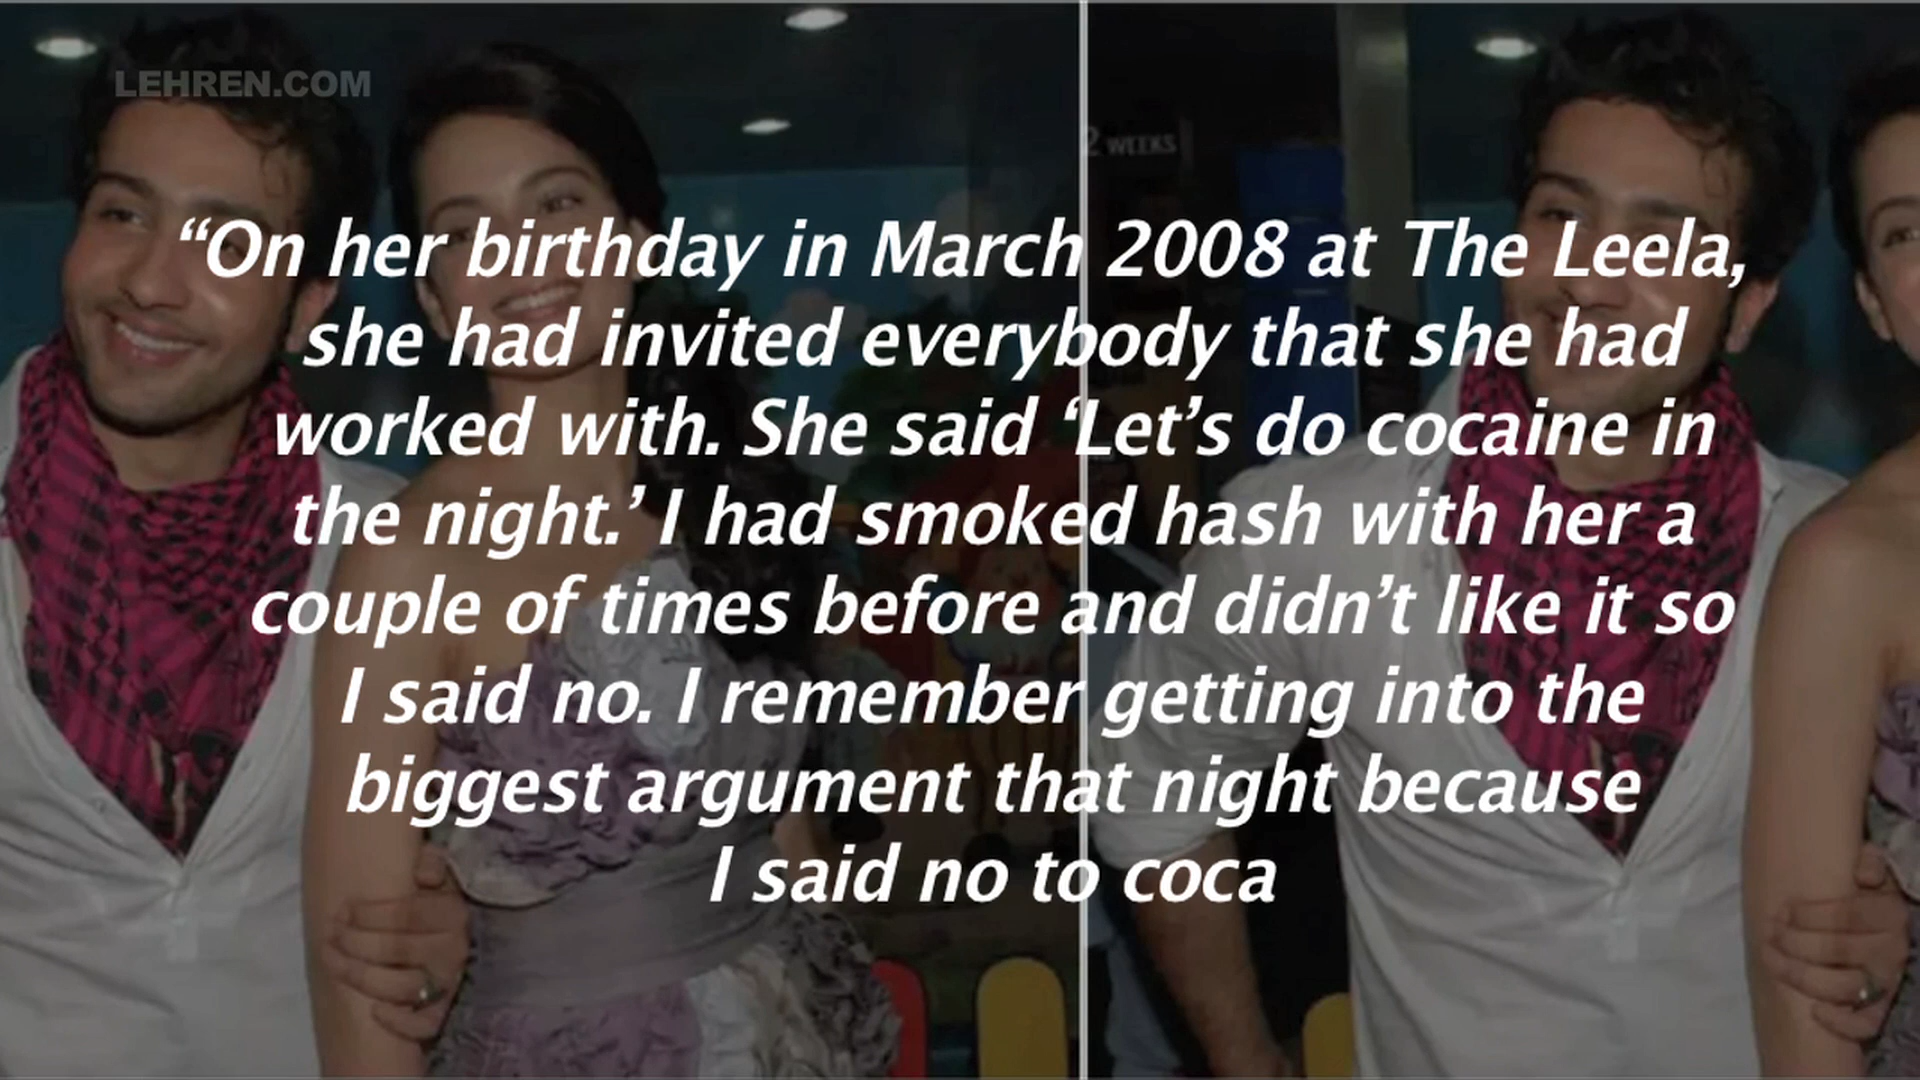 LEHREN.COM
2 WEEKS
“On her birthday in March 2008 at The Leela,
she had invited everybody that she had
worked with. She said ‘Let’s do cocaine in
the night.’ I had smoked hash with her a
couple of times before and didn’t like it so
I said no. I remember getting into the
biggest argument that night because
I said no to coca